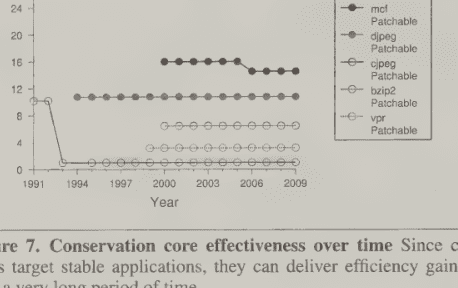 24
20
16
12
8
4
0
1991 1994 1997 2000 2003 2006 2009
Year
mcf
Patchable
djpeg
Patchable
cjpeg
Patchable
bzip2
Patchable
vpr
Patchable
ure 7. Conservation core effectiveness over time Since c
s target stable applications, they can deliver efficiency gain
a very long period of time.